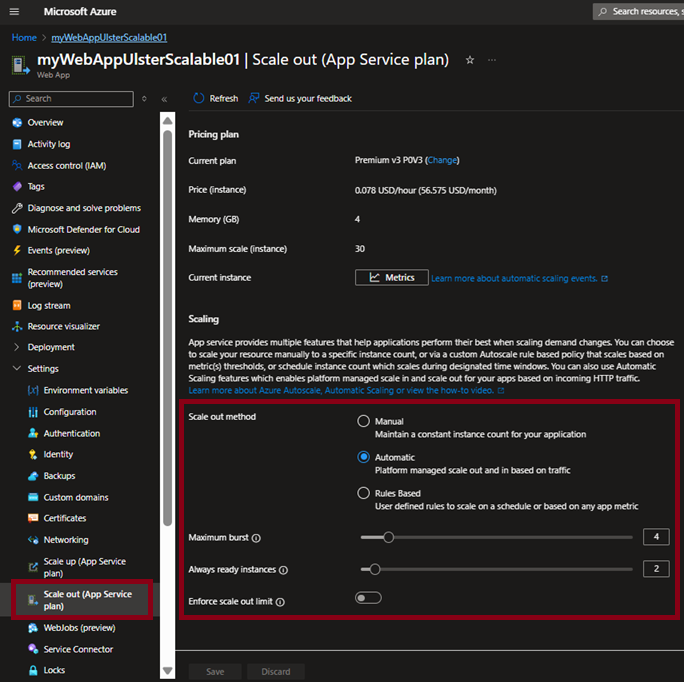 Microsoft Azure
Search resources, s
Home > myWebAppUlsterScalable01
myWebAppUlsterScalable01 | Scale out (App Service plan)
Web App
Search
Refresh
Send us your feedback
Overview
Activity log
Access control (IAM)
Tags
Diagnose and solve problems
Microsoft Defender for Cloud
Events (preview)
Recommended services
(preview)
Log stream
Resource visualizer
Deployment
Settings
Environment variables
Configuration
Authentication
Identity
Backups
Custom domains
Certificates
Networking
Scale up (App Service
plan)
Scale out (App Service
plan)
WebJobs (preview)
Service Connector
Locks
Pricing plan
Current plan
Premium v3 P0V3 (Change)
Price (instance)
0.078 USD/hour (56.575 USD/month)
Memory (GB)
4
Maximum scale (instance)
30
Current instance
Metrics
Learn more about automatic scaling events.
Scaling
App service provides multiple features that help applications perform their best when scaling demand changes. You can choose
to scale your resource manually to a specific instance count, or via a custom Autoscale rule based policy that scales based on
metric(s) thresholds, or schedule instance count which scales during designated time windows. You can also use Automatic
Scaling features which enables platform managed scale in and scale out for your apps based on incoming HTTP traffic.
Learn more about Azure Autoscale, Automatic Scaling or view the how-to video.
Scale out method
Manual
Maintain a constant instance count for your application
Automatic
Platform managed scale out and in based on traffic
Rules Based
User defined rules to scale on a schedule or based on any app metric
Maximum burst
4
Always ready instances
2
Enforce scale out limit
Save
Discard